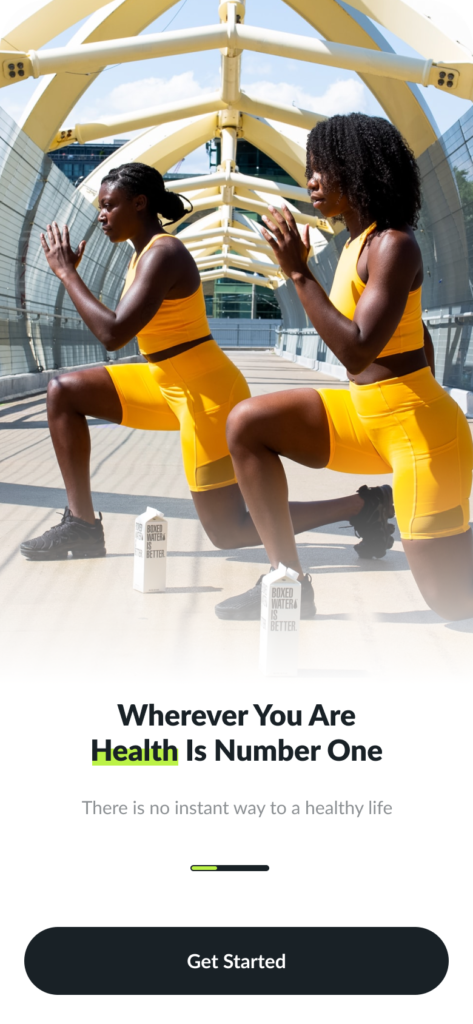 BOXED
WATER
IS
BETTER.
BOXED
WATER
IS
BETTER.
Wherever You Are
Health Is Number One
There is no instant way to a healthy life
Get Started